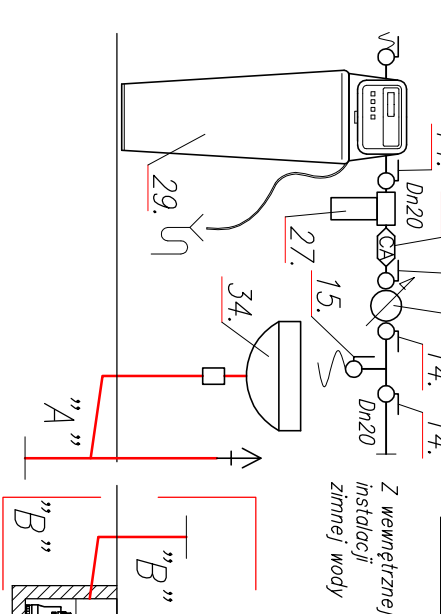 Dn20
CA
14.
14.
29.
27.
15.
34.
Dn20
Z wewnętrznej
instalacji
zimnej wody
"A"
"B"
"B"